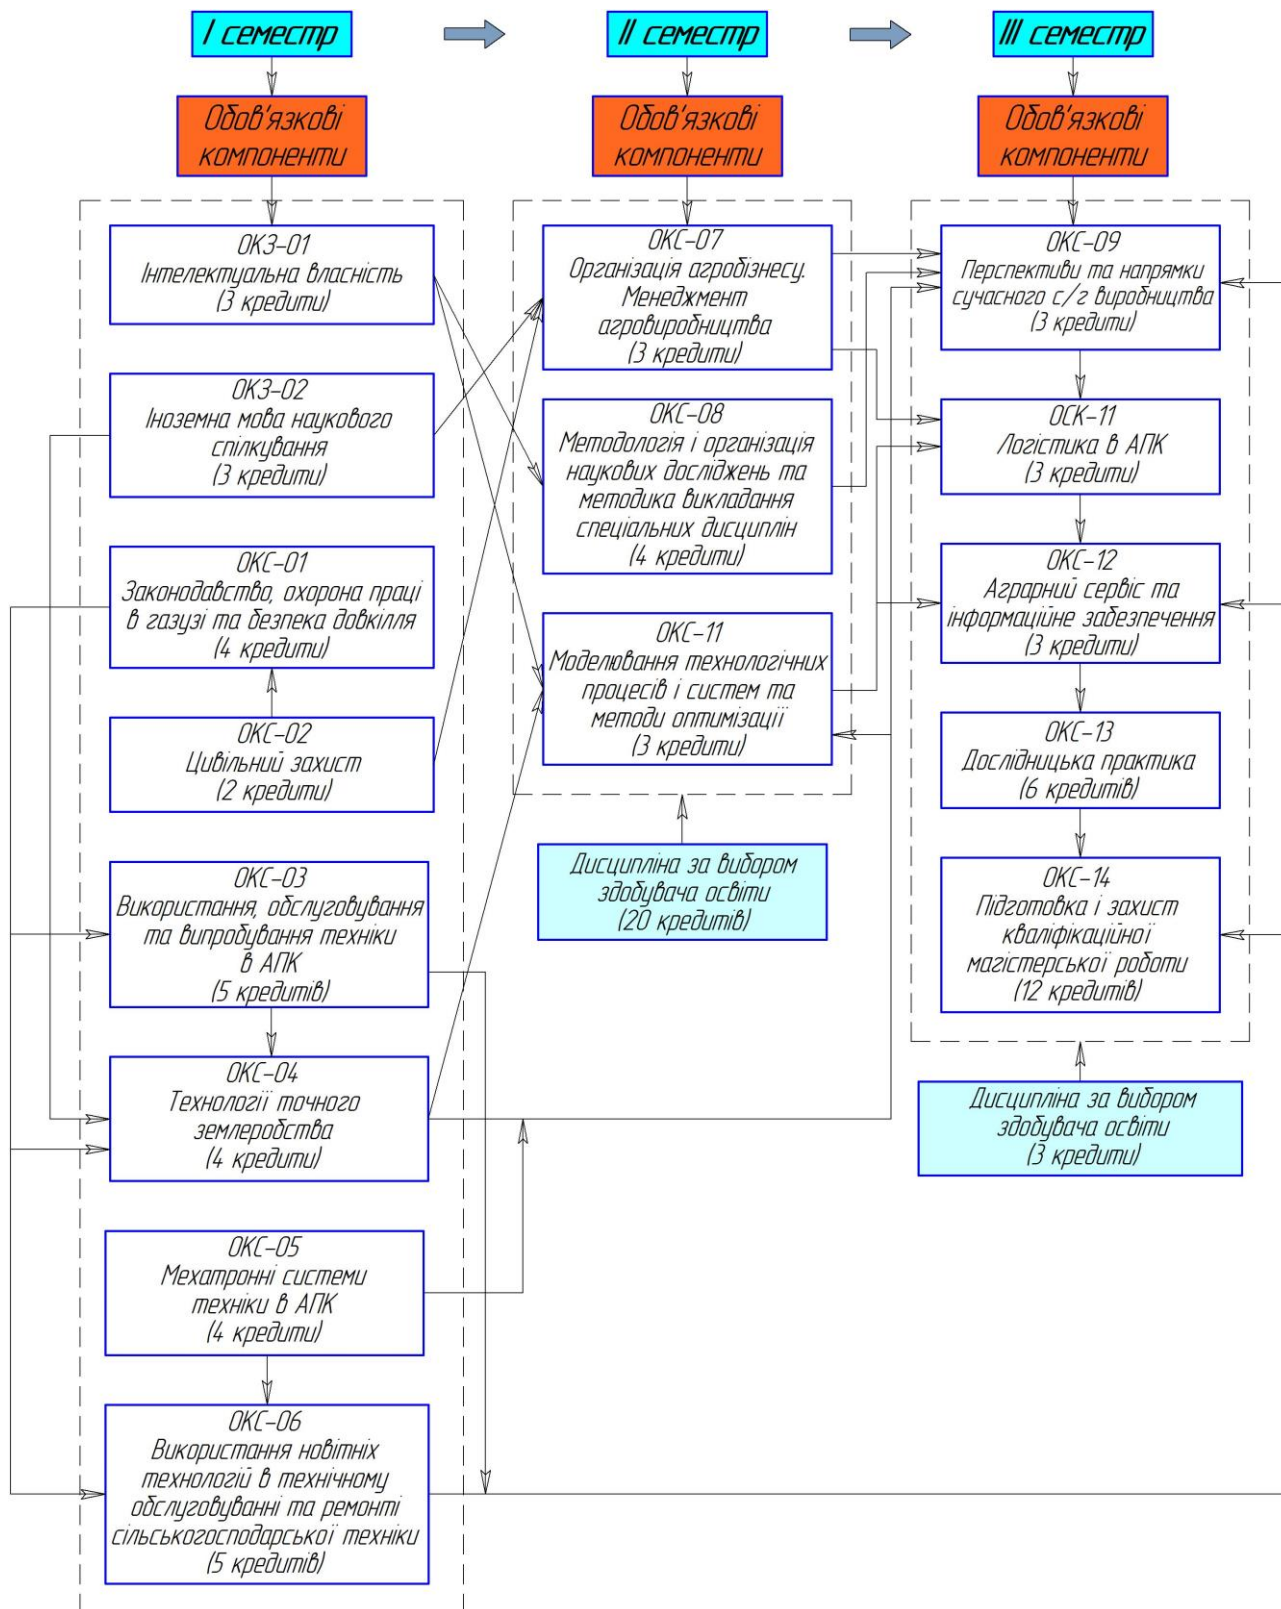 I семестр
II семестр
III семестр
Обов'язкові
компоненти
Обов'язкові
компоненти
Обов'язкові
компоненти
ОКЗ-01
Інтелектуальна власність
(3 кредити)
ОКЗ-02
Іноземна мова наукового
спілкування
(3 кредити)
ОКС-01
Законодавство, охорона праці
в газузі та безпека довкілля
(4 кредити)
ОКС-02
Цивільний захист
(2 кредити)
ОКС-03
Використання, обслуговування
та випробування техніки
в АПК
(5 кредитів)
ОКС-04
Технології точного
землеробства
(4 кредити)
ОКС-05
Мехатронні системи
техніки в АПК
(4 кредити)
ОКС-06
Використання новітніх
технологій в технічному
обслуговуванні та ремонті
сільськогосподарської техніки
(5 кредитів)
ОКС-07
Організація агробізнесу.
Менеджмент
агровиробництва
(3 кредити)
ОКС-08
Методологія і організація
наукових досліджень та
методика викладання
спеціальних дисциплін
(4 кредити)
ОКС-11
Моделювання технологічних
процесів і систем та
методи оптимізації
(3 кредити)
Дисципліна за вибором
здобувача освіти
(20 кредитів)
ОКС-09
Перспективи та напрямки
сучасного с/г виробництва
(3 кредити)
ОСК-11
Логістика в АПК
(3 кредити)
ОКС-12
Аграрний сервіс та
інформаційне забезпечення
(3 кредити)
ОКС-13
Дослідницька практика
(6 кредитів)
ОКС-14
Підготовка і захист
кваліфікаційної
магістерської роботи
(12 кредитів)
Дисципліна за вибором
здобувача освіти
(3 кредити)